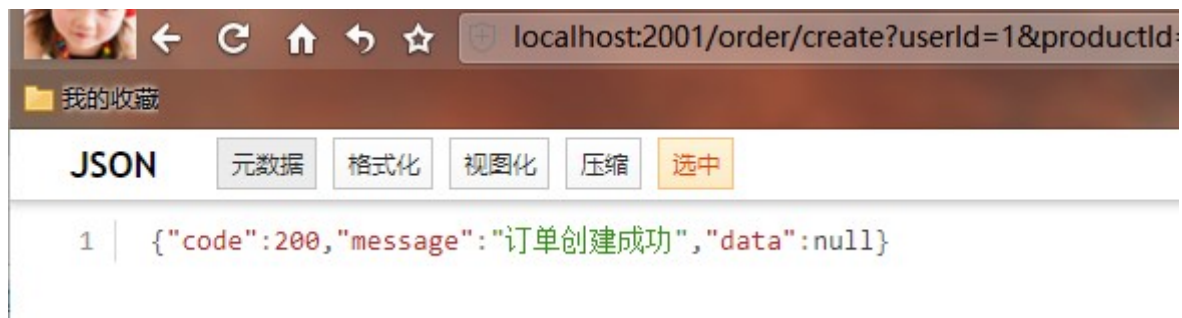 localhost:2001/order/create?userId=1&productId=
我的收藏
JSON 元数据 格式化 视图化 压缩 选中
1 {"code":200,"message":"订单创建成功","data":null}